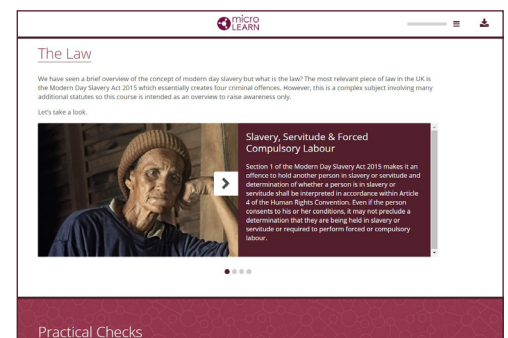 micro
LEARN
The Law
We have seen a brief overview of the concept of modern day slavery but what is the law? The most relevant piece of law in the UK is
the Modern Day Slavery Act 2015 which essentially creates four criminal offences. However, this is a complex subject involving many
additional statutes so this course is intended as an overview to raise awareness only.
Let's take a look.
Slavery, Servitude & Forced
Compulsory Labour
Section 1 of the Modern Day Slavery Act 2015 makes it an
offence to hold another person in slavery or servitude and
determination of whether a person is in slavery or
servitude shall be interpreted in accordance within Article
4 of the Human Rights Convention. Even if the person
consents to his or her conditions, it may not preclude a
determination that they are being held in slavery or
servitude or required to perform forced or compulsory
labour.
Practical Checks